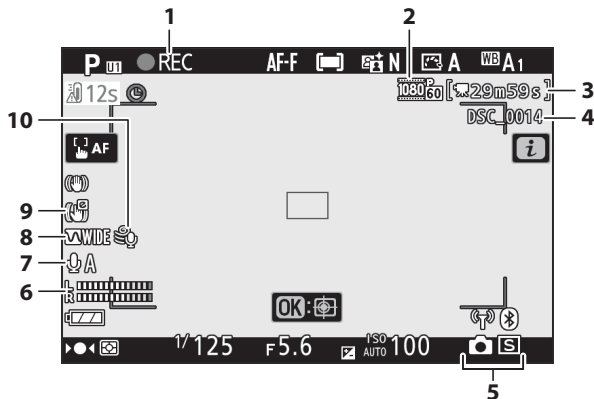 1 2
P U1 REC AF-F N A WB A1
12s 1080 P 60 [29m59s] 3
DSC_0014 4
10
AF i
9
8 WIDE
7 A
6 L
R
OK:
1/125 F5.6 ISO AUTO 100 S
5